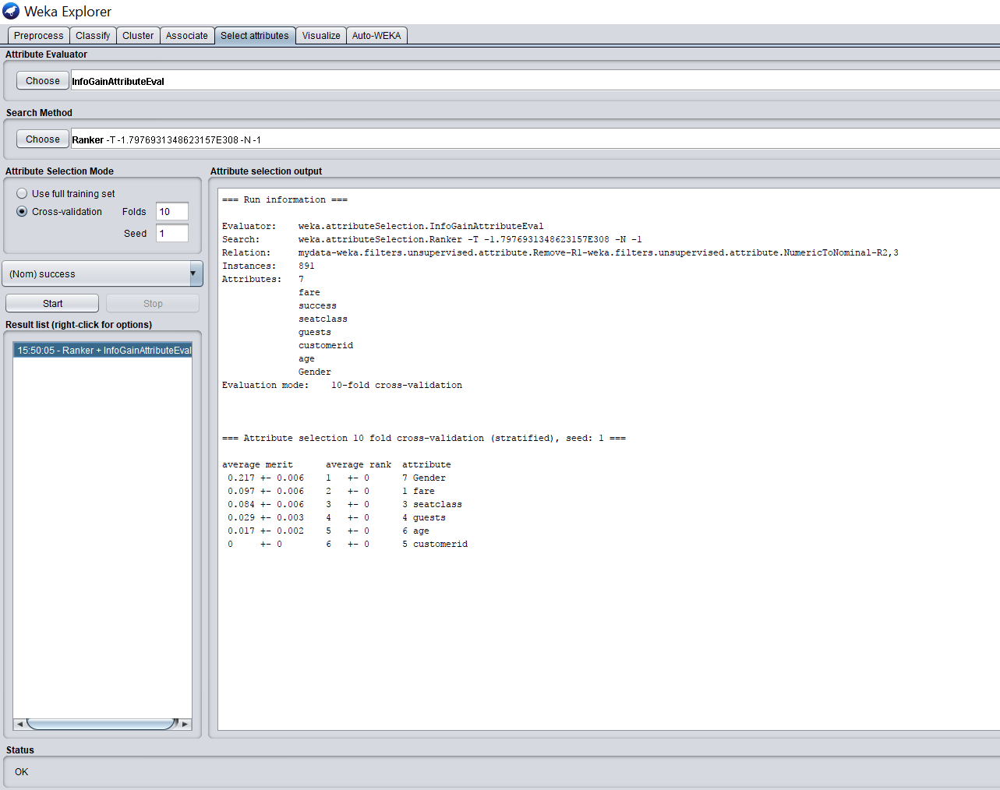 Weka Explorer
Preprocess Classify Cluster Associate Select attributes Visualize Auto-WEKA
Attribute Evaluator
Choose InfoGainAttributeEval
Search Method
Choose Ranker -T -1.7976931348623157E308 -N -1
Attribute Selection Mode
Use full training set
Cross-validation Folds 10
Seed 1
(Nom) success
Start Stop
Result list (right-click for options)
15:50:05 - Ranker + InfoGainAttributeEval
Attribute selection output
=== Run information ===
Evaluator: weka.attributeSelection.InfoGainAttributeEval
Search: weka.attributeSelection.Ranker -T -1.7976931348623157E308 -N -1
Relation: mydata-weka.filters.unsupervised.attribute.Remove-R1-weka.filters.unsupervised.attribute.NumericToNominal-R2,3
Instances: 891
Attributes: 7
fare
success
seatclass
guests
customerid
age
Gender
Evaluation mode: 10-fold cross-validation
=== Attribute selection 10 fold cross-validation (stratified), seed: 1 ===
average merit average rank attribute
0.217 +- 0.006 1 +- 0 7 Gender
0.097 +- 0.006 2 +- 0 1 fare
0.084 +- 0.006 3 +- 0 3 seatclass
0.029 +- 0.003 4 +- 0 4 guests
0.017 +- 0.002 5 +- 0 6 age
0 +- 0 6 +- 0 5 customerid
Status
OK